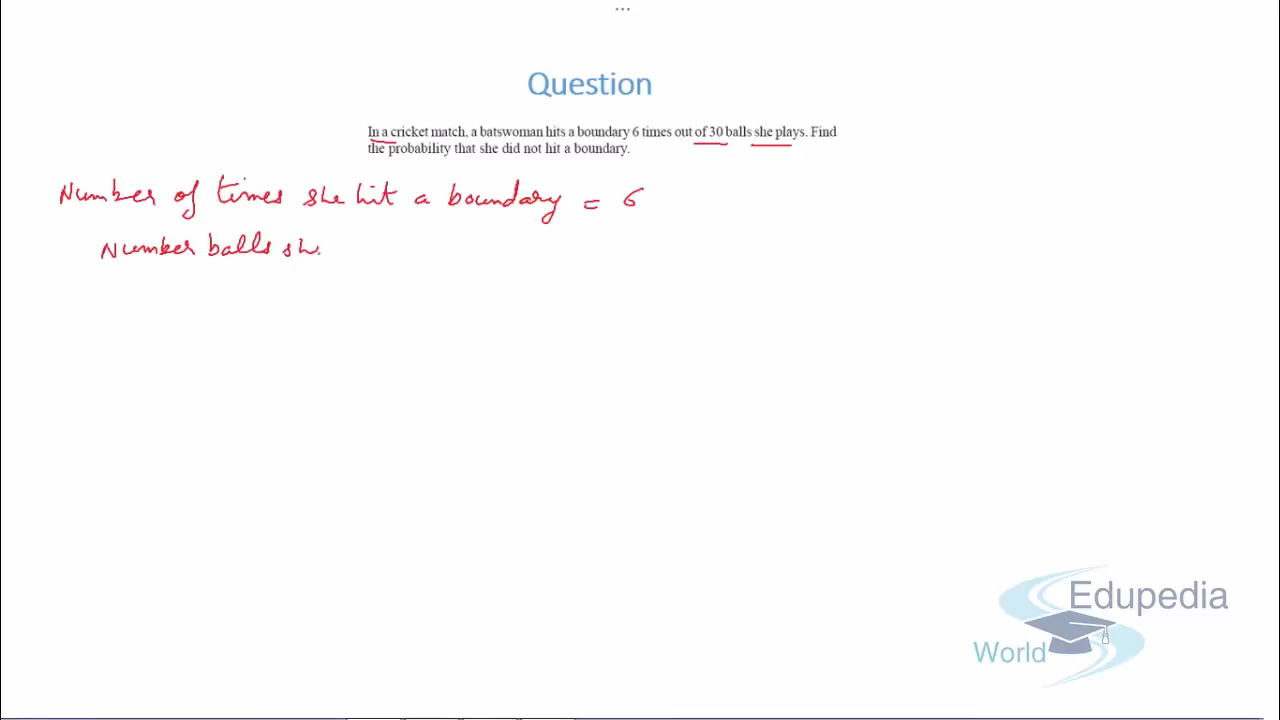 ...
Question
In a cricket match, a batswoman hits a boundary 6 times out of 30 balls she plays. Find
the probability that she did not hit a boundary.
Number of times she hit a boundary = 6
Number balls sh
Edupedia
World